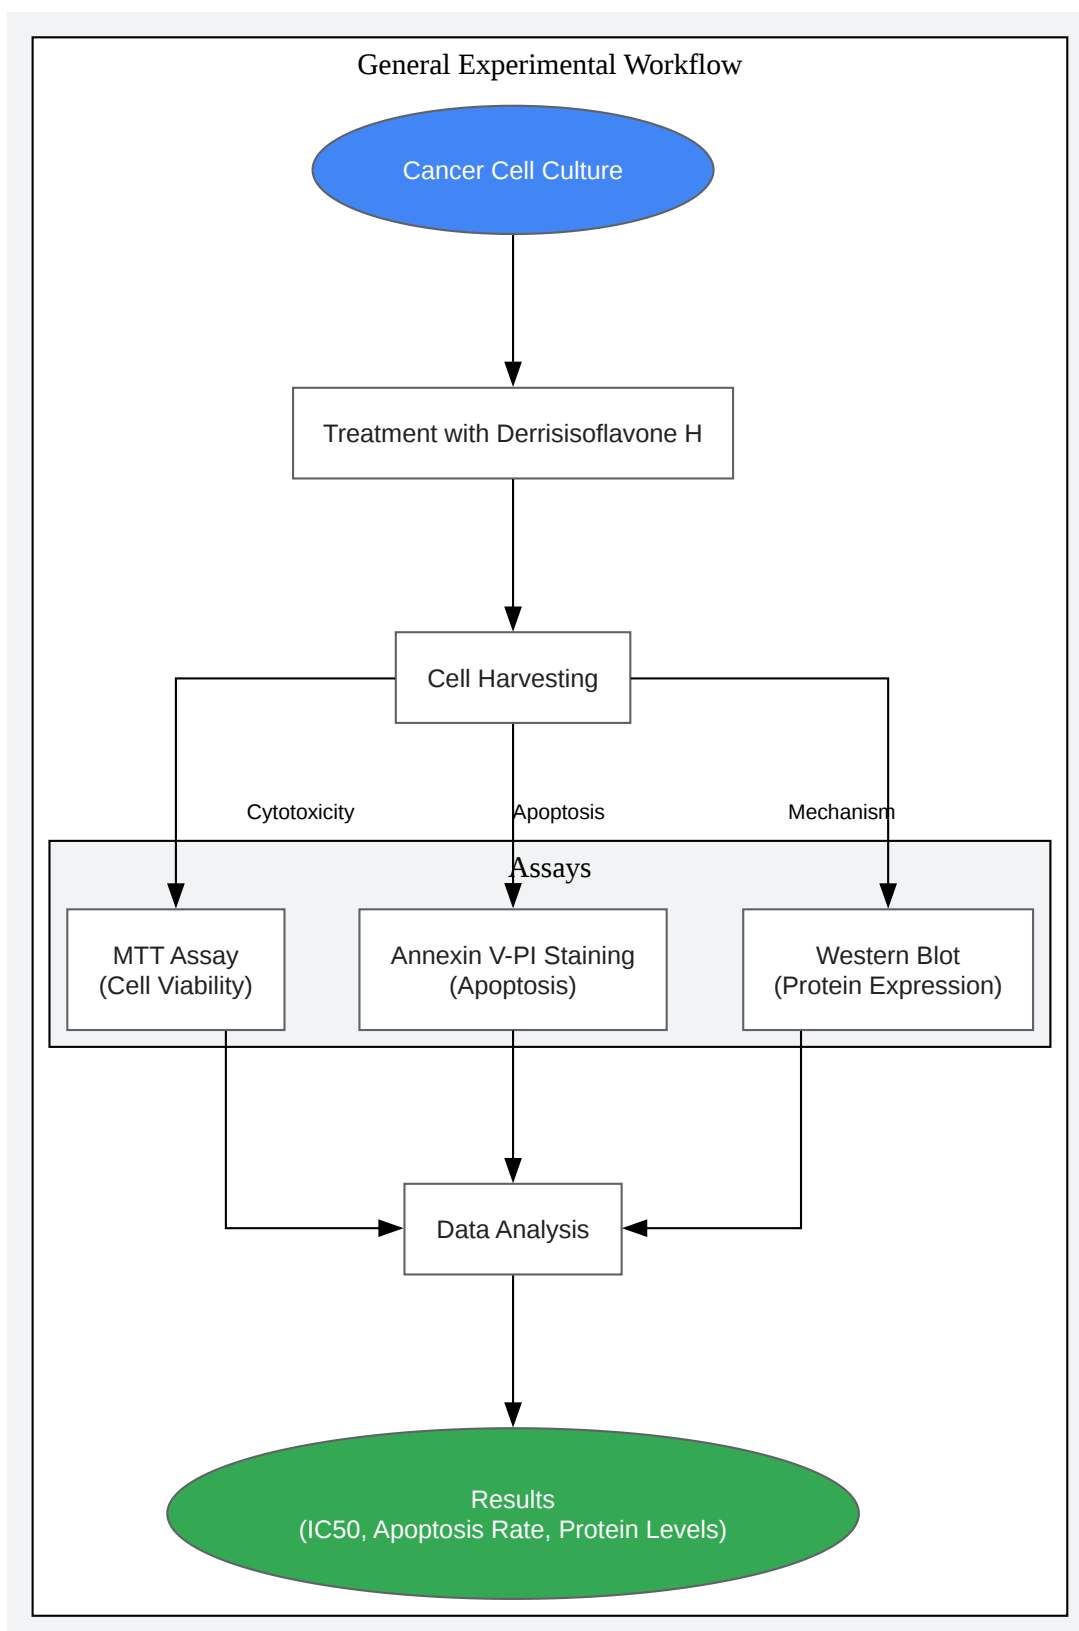 General Experimental Workflow
Cancer Cell Culture
Treatment with Derrisisoflavone H
Cell Harvesting
Cytotoxicity
Apoptosis
Mechanism
Assays
MTT Assay
(Cell Viability)
Annexin V-PI Staining
(Apoptosis)
Western Blot
(Protein Expression)
Data Analysis
Results
(IC50, Apoptosis Rate, Protein Levels)